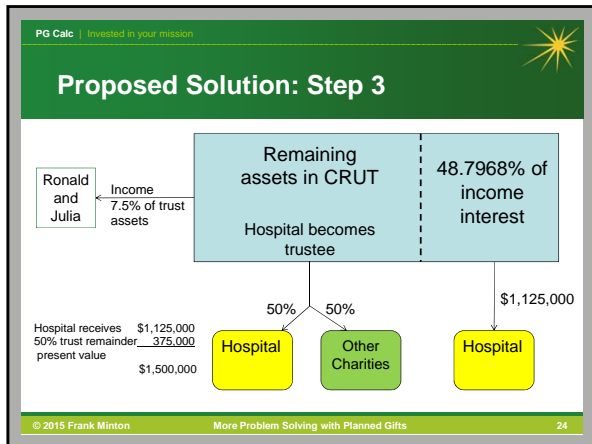 PG Calc | Invested in your mission
Proposed Solution: Step 3
Ronald
and
Julia
Income
7.5% of trust
assets
Remaining
assets in CRUT
Hospital becomes
trustee
48.7968% of
income
interest
50%
50%
$1,125,000
Hospital receives $1,125,000
50% trust remainder 375,000
present value
$1,500,000
Hospital
Other
Charities
Hospital
© 2015 Frank Minton More Problem Solving with Planned Gifts 24